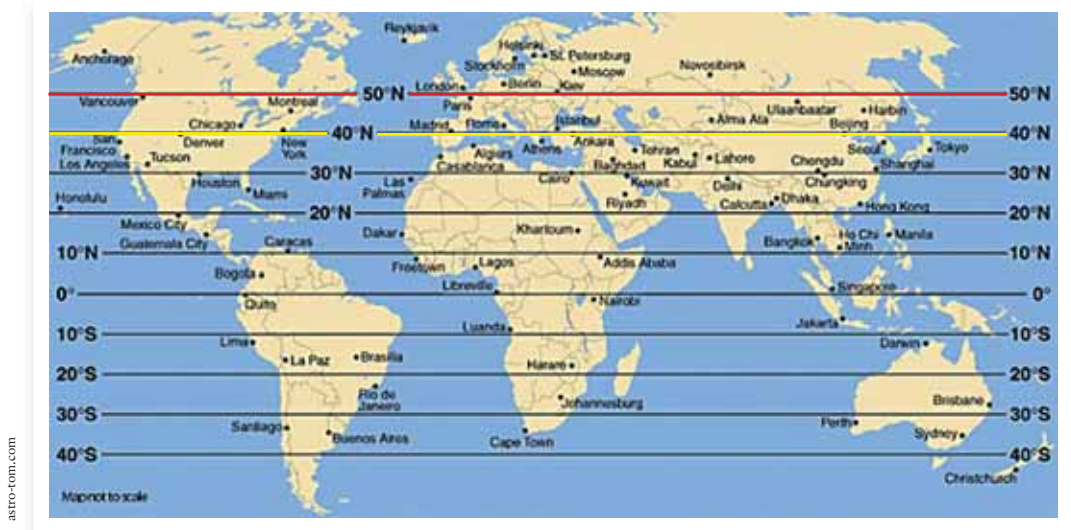 Reykjavik
Helsinki
St. Petersburg
Anchorage
Stockholm
Moscow
Novosibirsk
London
Berlin
Kiev
50°N
50°N
Vancouver
Montreal
Paris
Ulaanbaatar
Harbin
Chicago
Madrid
Rome
Istanbul
Alma Ata
Beijing
40°N
40°N
San
Francisco
Denver
New
York
Algiers
Athens
Ankara
Tehran
Seoul
Tokyo
Los Angeles
Tucson
Casablanca
Baghdad
Kabul
Lahore
Chongdu
Shanghai
30°N
30°N
Houston
Miami
Las
Palmas
Cairo
Kuwait
Delhi
Chungking
Honolulu
Riyadh
Calcutta
Dhaka
Hong Kong
20°N
20°N
Mexico City
Guatemala City
Caracas
Dakar
Khartoum
Bangkok
Ho Chi
Minh
Manila
10°N
10°N
Bogota
Freetown
Lagos
Addis Ababa
Libreville
Singapore
0°
0°
Quito
Nairobi
Jakarta
Luanda
10°S
10°S
Lima
Darwin
La Paz
Brasilia
Harare
20°S
20°S
Rio de
Janeiro
Johannesburg
Brisbane
30°S
30°S
Santiago
Buenos Aires
Cape Town
Perth
Sydney
40°S
40°S
Christchurch
Map not to scale
astro-tom.com